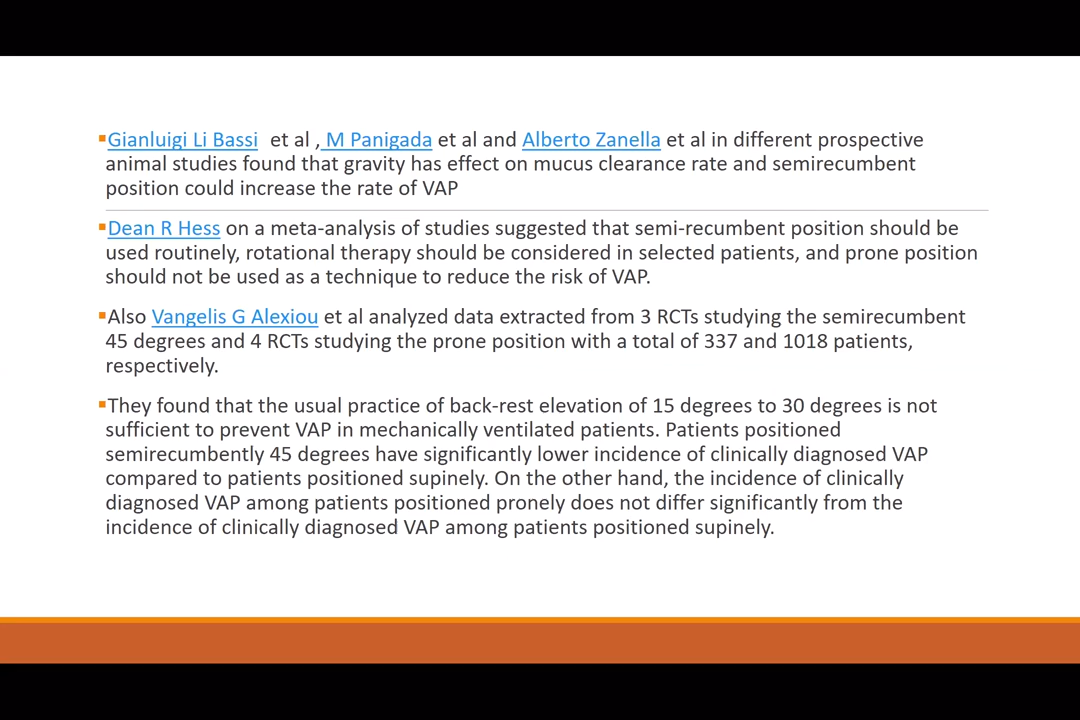 ▪Gianluigi Li Bassi et al , M Panigada et al and Alberto Zanella et al in different prospective
animal studies found that gravity has effect on mucus clearance rate and semirecumbent
position could increase the rate of VAP
▪Dean R Hess on a meta-analysis of studies suggested that semi-recumbent position should be
used routinely, rotational therapy should be considered in selected patients, and prone position
should not be used as a technique to reduce the risk of VAP.
▪Also Vangelis G Alexiou et al analyzed data extracted from 3 RCTs studying the semirecumbent
45 degrees and 4 RCTs studying the prone position with a total of 337 and 1018 patients,
respectively.
▪They found that the usual practice of back-rest elevation of 15 degrees to 30 degrees is not
sufficient to prevent VAP in mechanically ventilated patients. Patients positioned
semirecumbently 45 degrees have significantly lower incidence of clinically diagnosed VAP
compared to patients positioned supinely. On the other hand, the incidence of clinically
diagnosed VAP among patients positioned pronely does not differ significantly from the
incidence of clinically diagnosed VAP among patients positioned supinely.